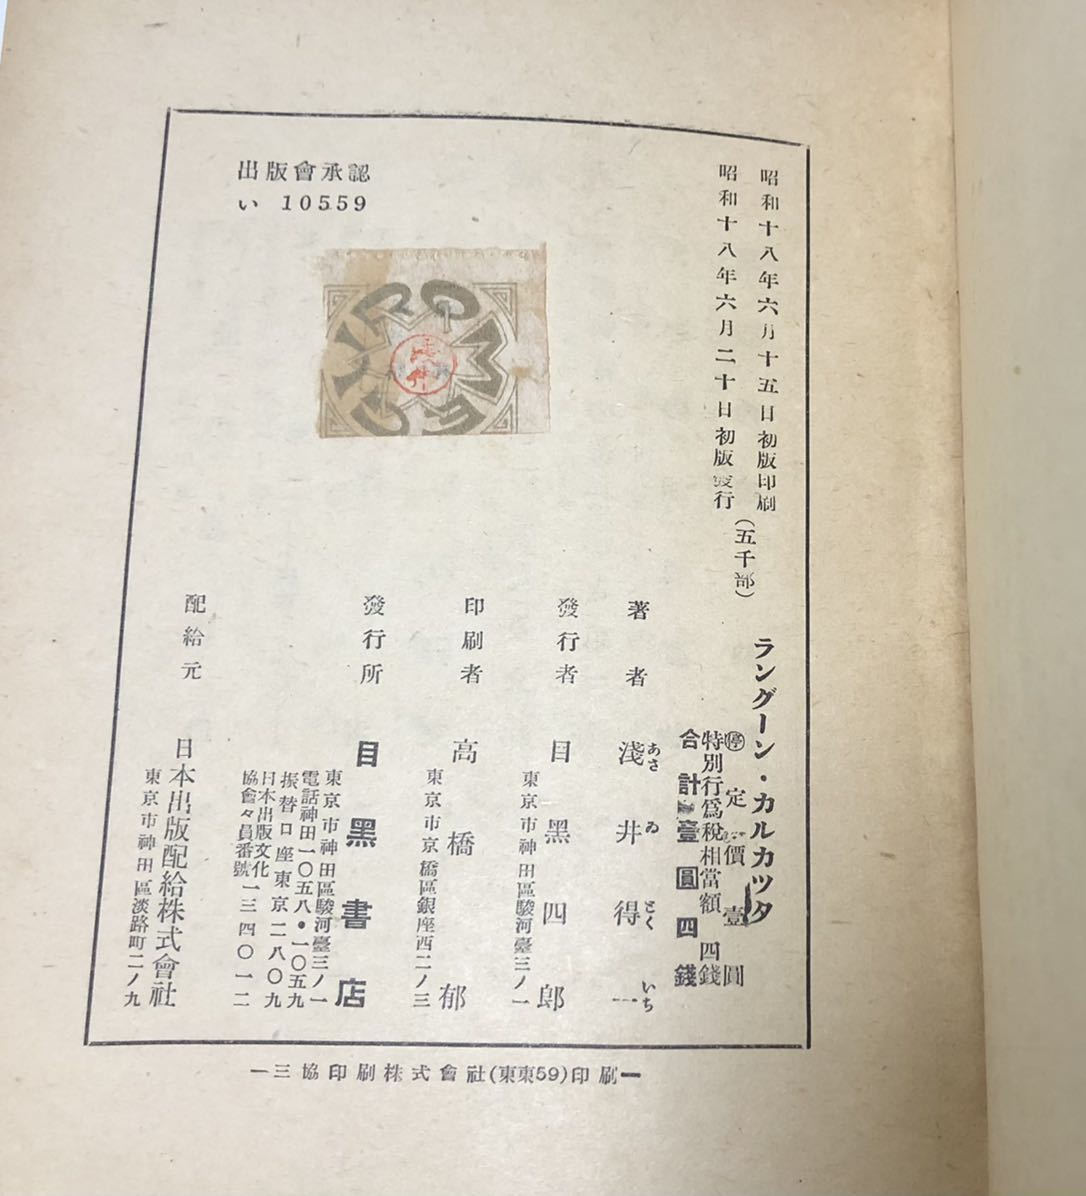 昭和十八年六月十五日初版印刷
昭和十八年六月二十日初版發行
(五千部)
ラングーン・カルカッタ
㊡定價壹圓
特別行爲稅相當額 四錢
合計壹圓四錢
著者 淺井得一
あさ ゐ とく いち
發行者 目黑四郎
東京市神田區駿河臺三ノ一
印刷者 高橋郁
東京市京橋區銀座西二ノ三
發行所 目黑書店
東京市神田區駿河臺三ノ一
電話神田一〇五八・一〇五九
振替口座東京二八〇九
日本出版文化
協會々員番號 一三四〇一二
配給元 日本出版配給株式會社
東京市神田區淡路町二ノ九
出版會承認
い 10559
MEGURO
淺井
—三協印刷株式會社(東東59)印刷—